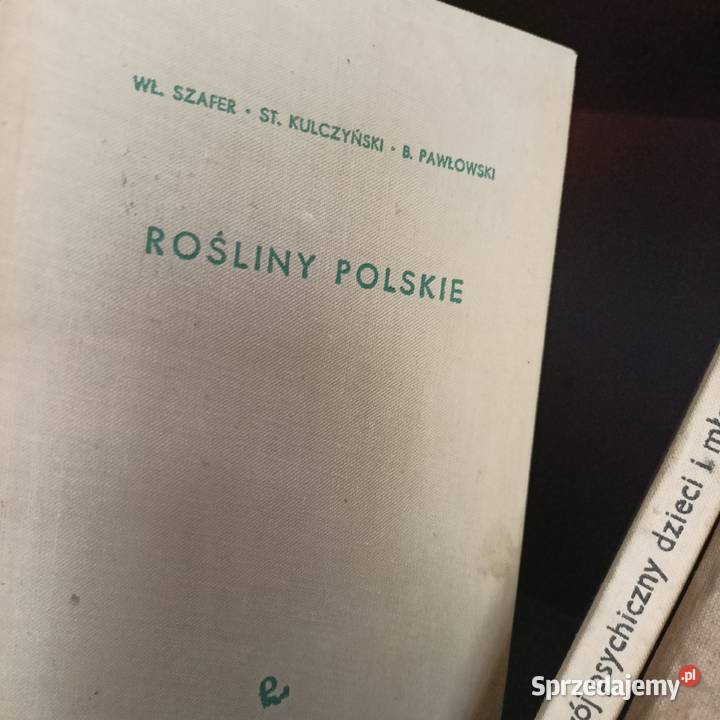 WŁ. SZAFER · ST. KULCZYŃSKI · B. PAWŁOWSKI
ROŚLINY POLSKIE
psychiczny dzieci i
Sprzedajemy.pl